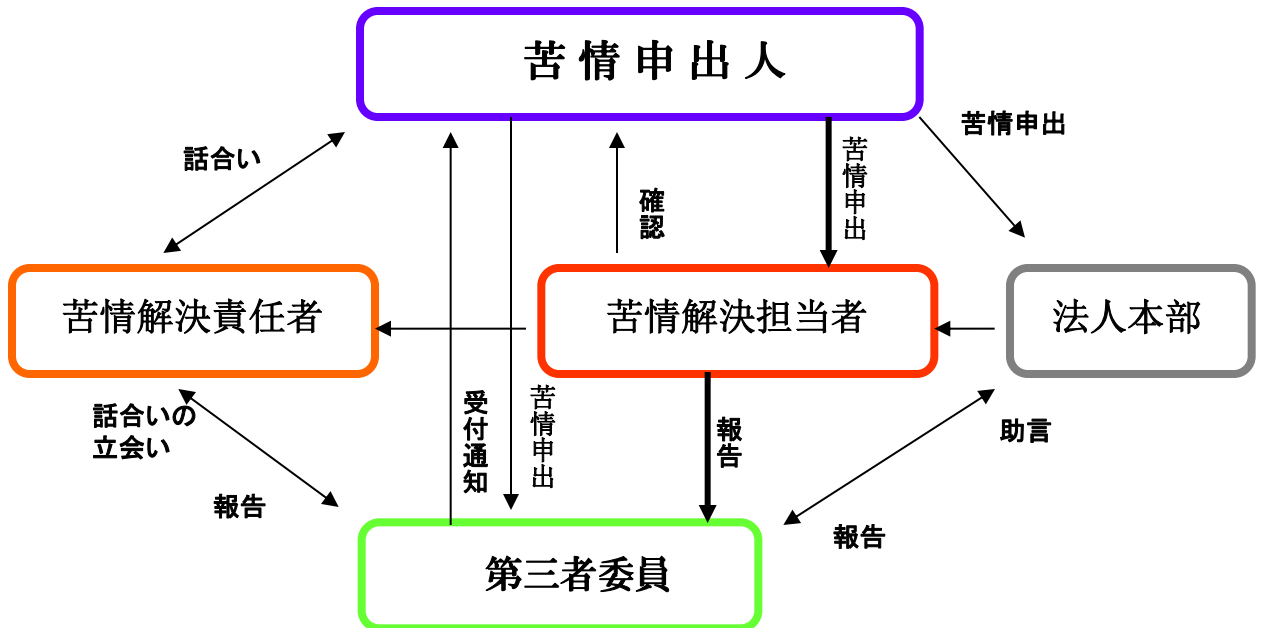 苦情申出人
苦情申出
話合い
苦情申出
確認
苦情解決責任者
苦情解決担当者
法人本部
話合いの
立会い
受付通知
苦情申出
報告
助言
報告
報告
第三者委員